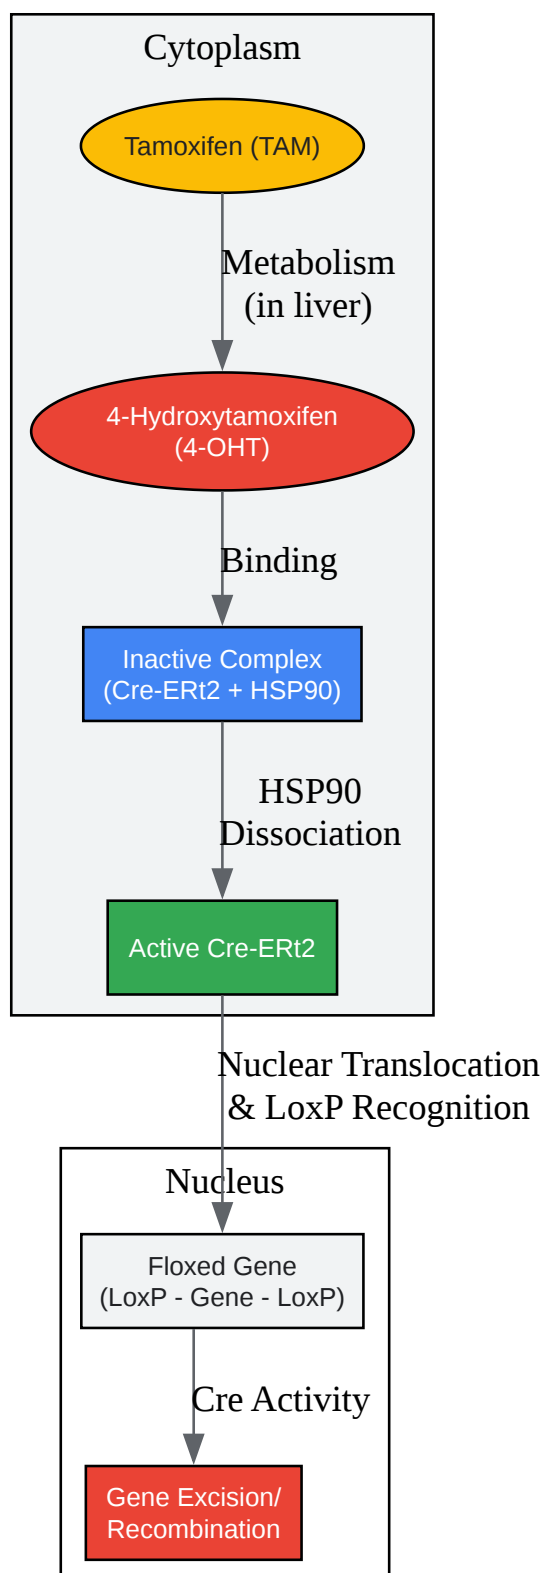 Cytoplasm
Tamoxifen (TAM)
Metabolism
(in liver)
4-Hydroxytamoxifen
(4-OHT)
Binding
Inactive Complex
(Cre-ERt2 + HSP90)
HSP90
Dissociation
Active Cre-ERt2
Nuclear Translocation
& LoxP Recognition
Nucleus
Floxed Gene
(LoxP - Gene - LoxP)
Cre Activity
Gene Excision/
Recombination